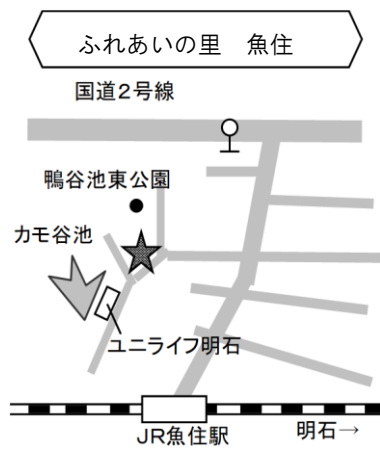 ふれあいの里　魚住
国道2号線
鴨谷池東公園
カモ谷池
ユニライフ明石
JR魚住駅
明石→